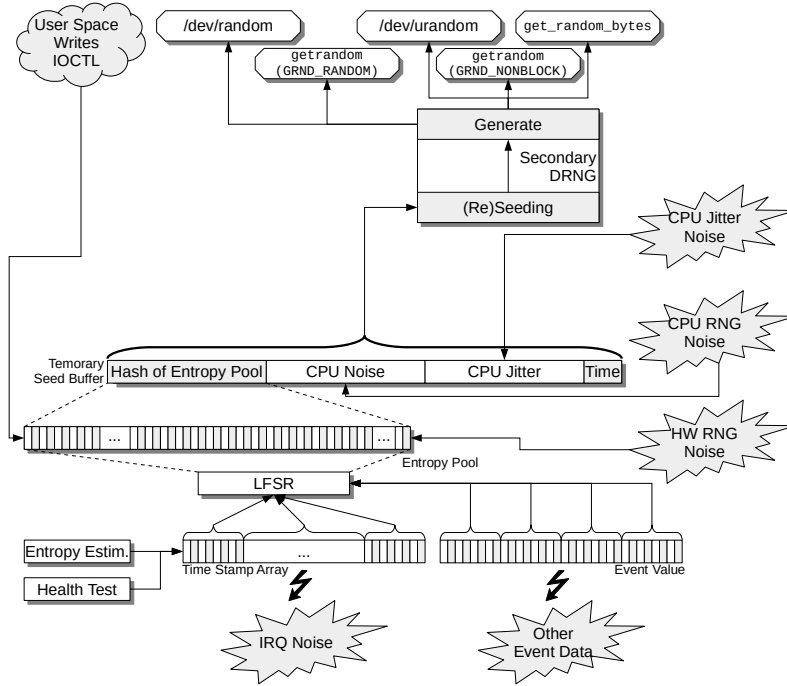 User Space
Writes
IOCTL
/dev/random
/dev/urandom
get_random_bytes
getrandom
(GRND_RANDOM)
getrandom
(GRND_NONBLOCK)
Generate
Secondary
DRNG
(Re)Seeding
CPU Jitter
Noise
CPU RNG
Noise
Temorary
Seed Buffer
Hash of Entropy Pool
CPU Noise
CPU Jitter
Time
...
...
Entropy Pool
HW RNG
Noise
LFSR
Entropy Estim.
Health Test
...
Time Stamp Array
Event Value
IRQ Noise
Other
Event Data